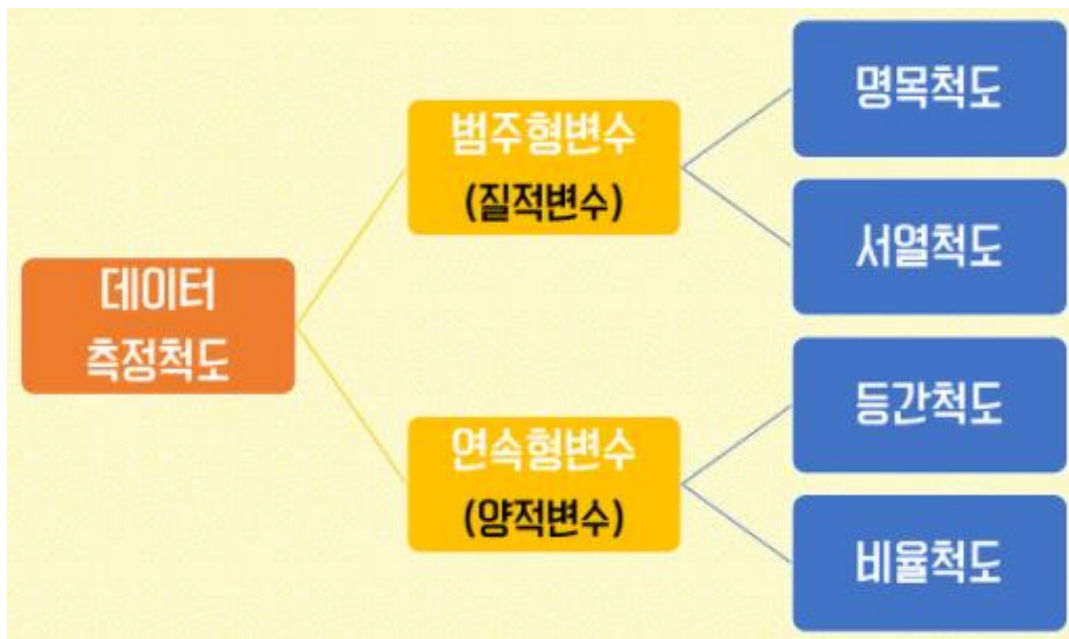 데이터
측정척도
범주형변수
(질적변수)
연속형변수
(양적변수)
명목척도
서열척도
등간척도
비율척도